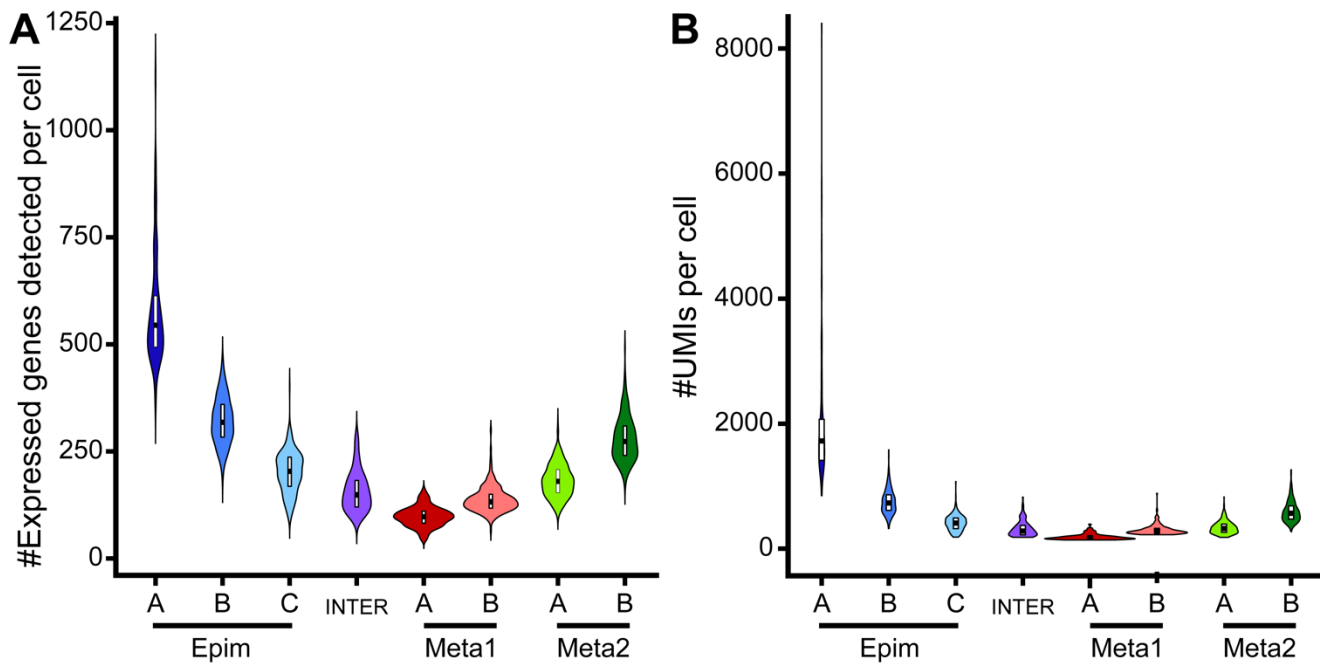 A
#Expressed genes detected per cell
1250
1000
750
500
250
0
A B C INTER A B A B
Epim Meta1 Meta2
B
#UMIs per cell
8000
6000
4000
2000
0
A B C INTER A B A B
Epim Meta1 Meta2